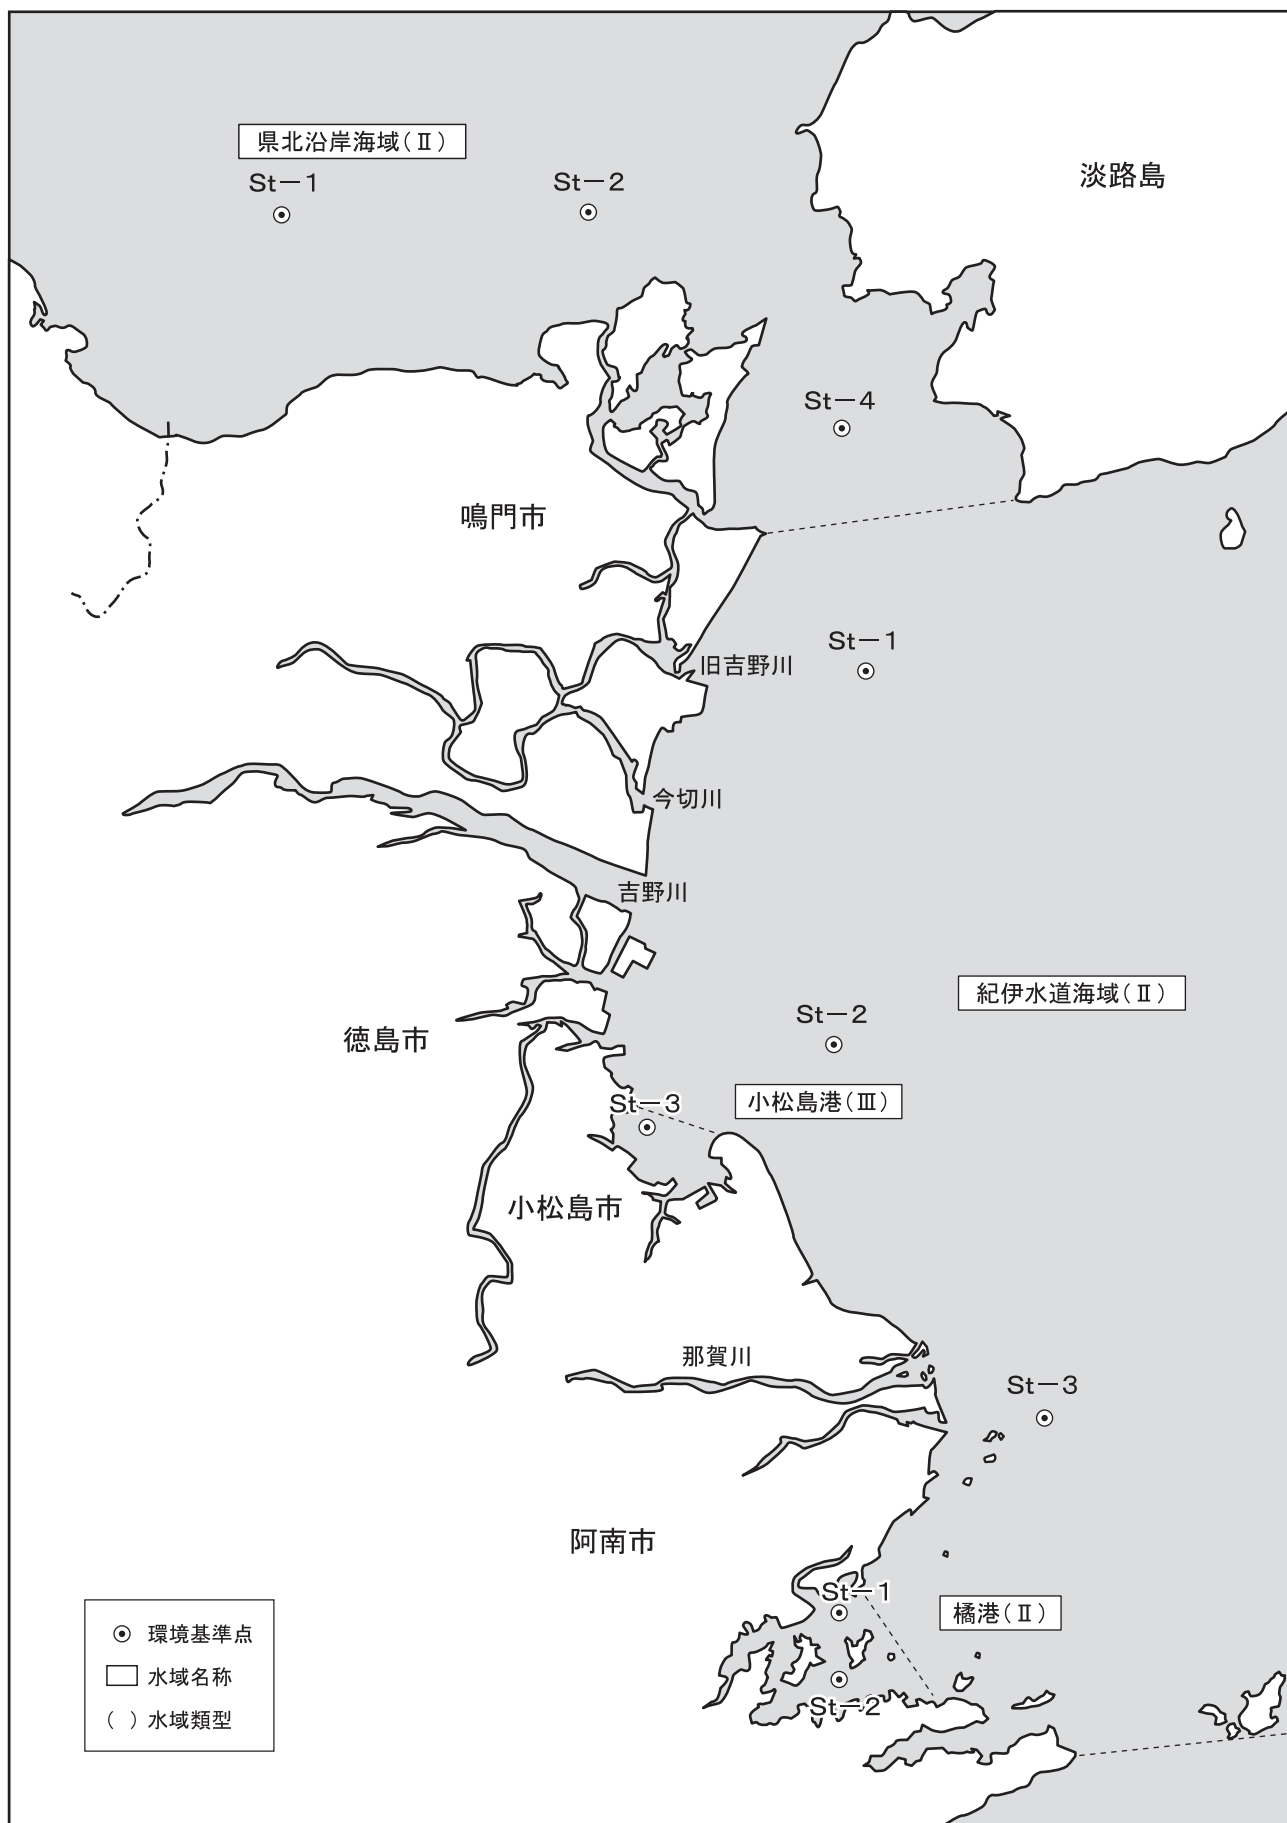 県北沿岸海域(Ⅱ)
淡路島
St−1
St−2
St−4
鳴門市
St−1
旧吉野川
今切川
吉野川
紀伊水道海域(Ⅱ)
St−2
徳島市
小松島港(Ⅲ)
St−3
小松島市
那賀川
St−3
阿南市
St−1
橘港(Ⅱ)
St−2
環境基準点
水域名称
( ) 水域類型